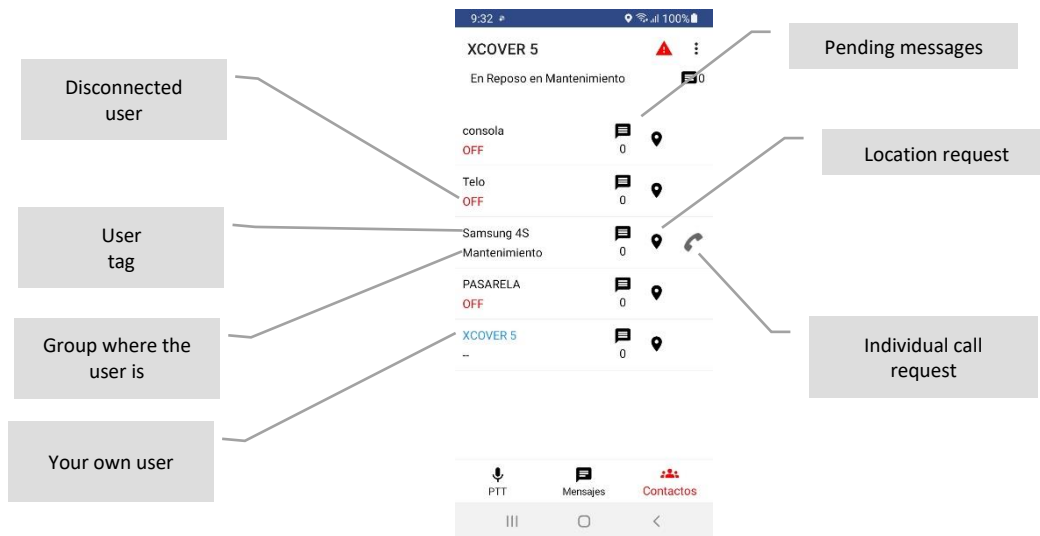 9:32
100%
XCOVER 5
En Reposo en Mantenimiento
0
consola
OFF
0
Telo
OFF
0
Samsung 4S
Mantenimiento
0
PASARELA
OFF
0
XCOVER 5
--
0
PTT
Mensajes
Contactos
Disconnected
user
User
tag
Group where the
user is
Your own user
Pending messages
Location request
Individual call
request